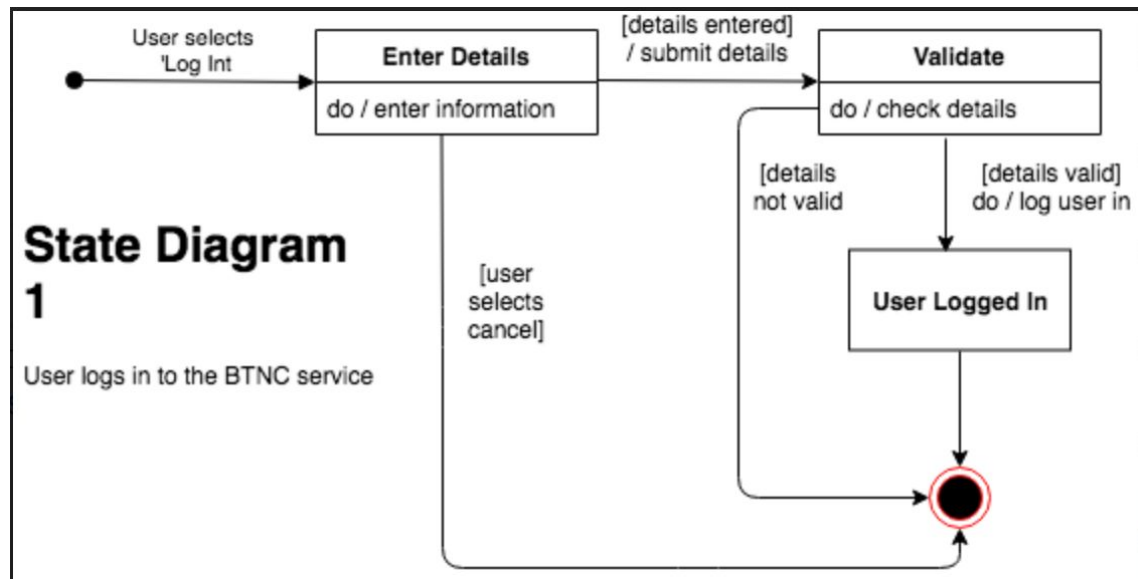 User selects
'Log Int
Enter Details
do / enter information
[details entered]
/ submit details
Validate
do / check details
[details
not valid
[details valid]
do / log user in
State Diagram
1
User logs in to the BTNC service
[user
selects
cancel]
User Logged In